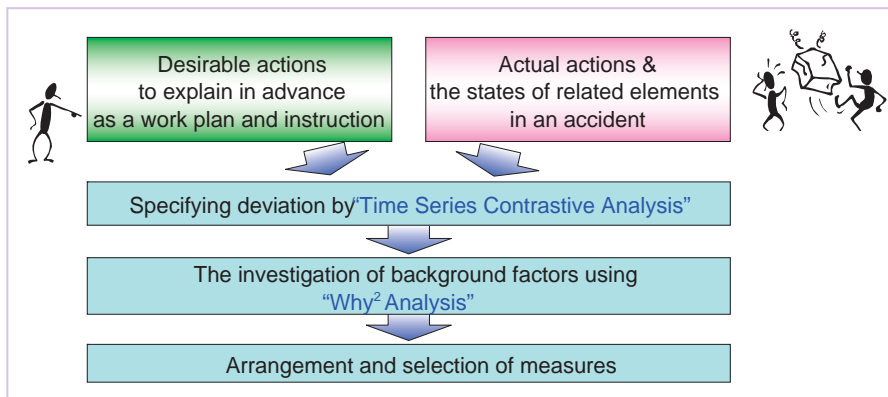 Desirable actions
to explain in advance
as a work plan and instruction
Actual actions &
the states of related elements
in an accident
Specifying deviation by“Time Series Contrastive Analysis”
The investigation of background factors using
“Why² Analysis”
Arrangement and selection of measures